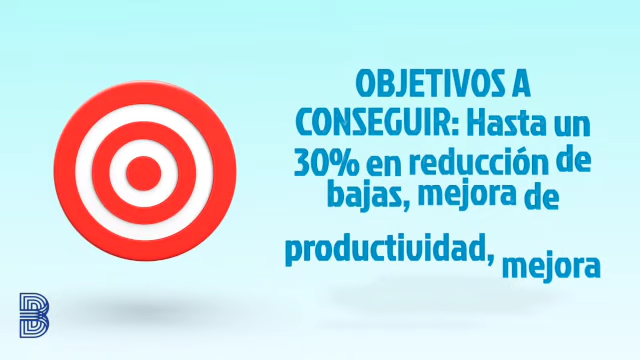 OBJETIVOS A
CONSEGUIR: Hasta un
30% en reducción de
bajas, mejora de
productividad, mejora
B